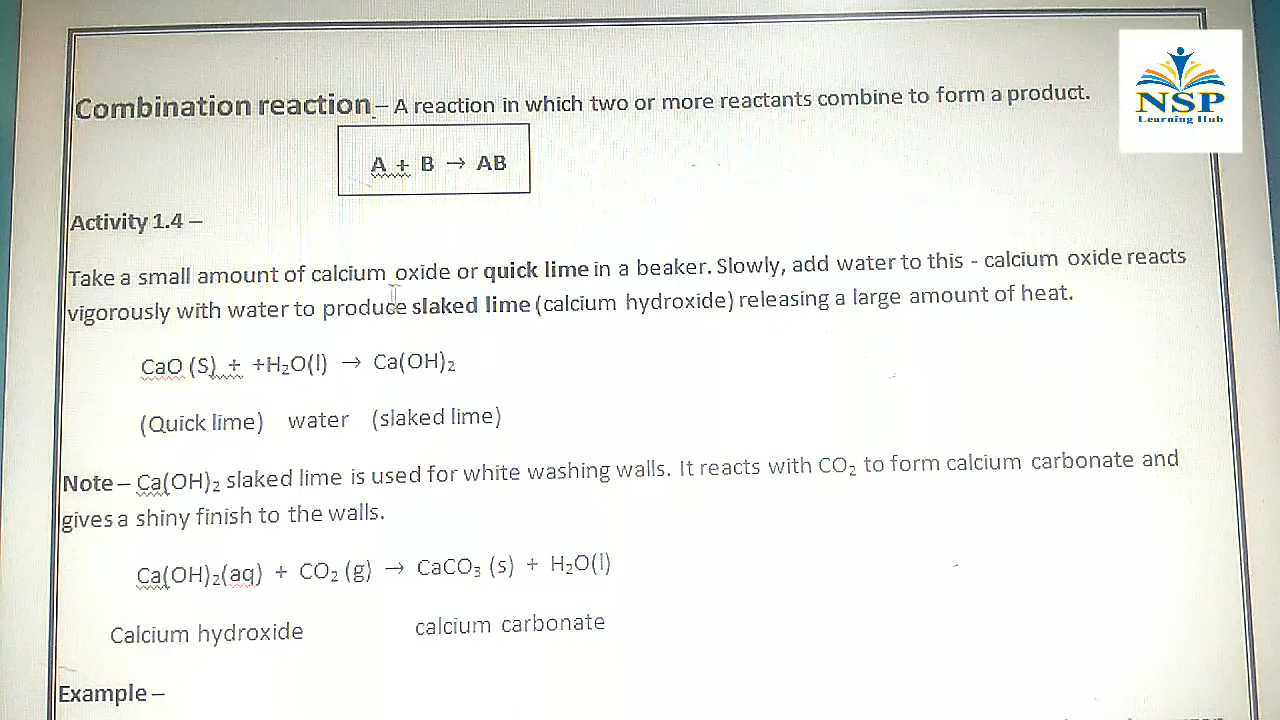 Combination reaction – A reaction in which two or more reactants combine to form a product.
NSP
Learning Hub
A + B → AB
Activity 1.4 –
Take a small amount of calcium oxide or quick lime in a beaker. Slowly, add water to this - calcium oxide reacts
vigorously with water to produce slaked lime (calcium hydroxide) releasing a large amount of heat.
CaO (S) + +H₂O(l) → Ca(OH)₂
(Quick lime) water (slaked lime)
Note – Ca(OH)₂ slaked lime is used for white washing walls. It reacts with CO₂ to form calcium carbonate and
gives a shiny finish to the walls.
Ca(OH)₂(aq) + CO₂ (g) → CaCO₃ (s) + H₂O(l)
Calcium hydroxide calcium carbonate
Example –